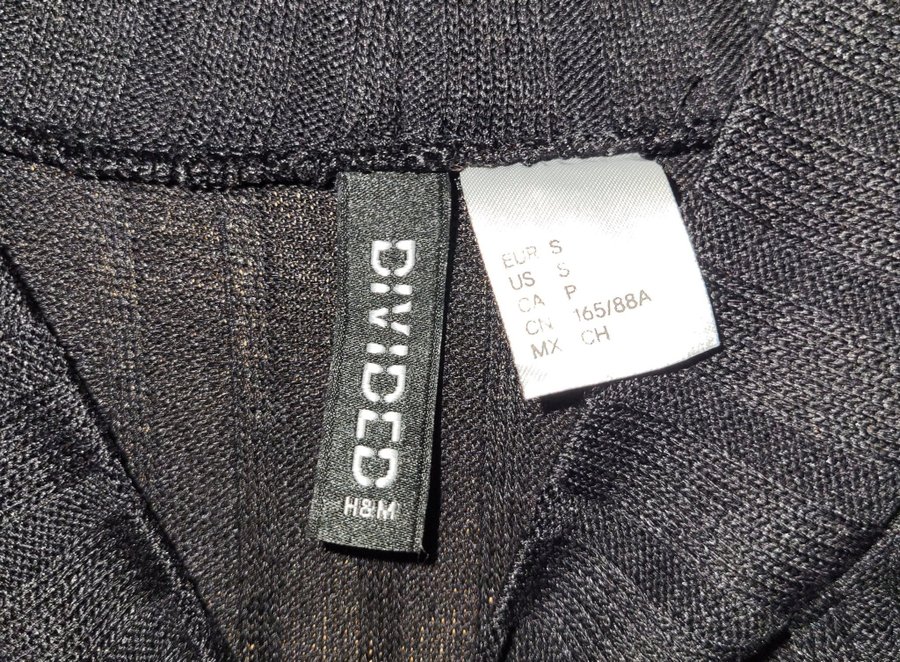 DIVIDED
H&M
EUR S
US S
CA P
CN 165/88A
MX CH